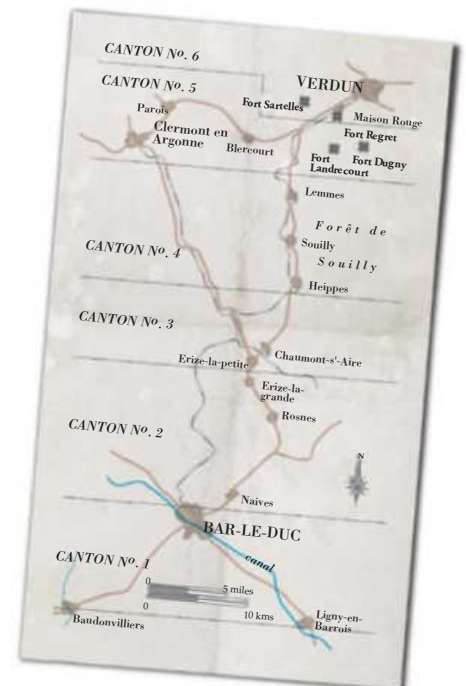 CANTON No. 6
VERDUN
CANTON No. 5
Fort Sartelles
Parois
Maison Rouge
Clermont en
Argonne
Fort Regret
Blercourt
Fort
Landrecourt
Fort Dugny
Lemmes
Forêt de
Souilly
Souilly
CANTON No. 4
Heippes
CANTON No. 3
Chaumont-s'-Aire
Erize-la-petite
Erize-la-
grande
Rosnes
CANTON No. 2
N
Naives
BAR-LE-DUC
canal
CANTON No. 1
0
5 miles
0
10 kms
Ligny-en-
Barrois
Baudonvilliers